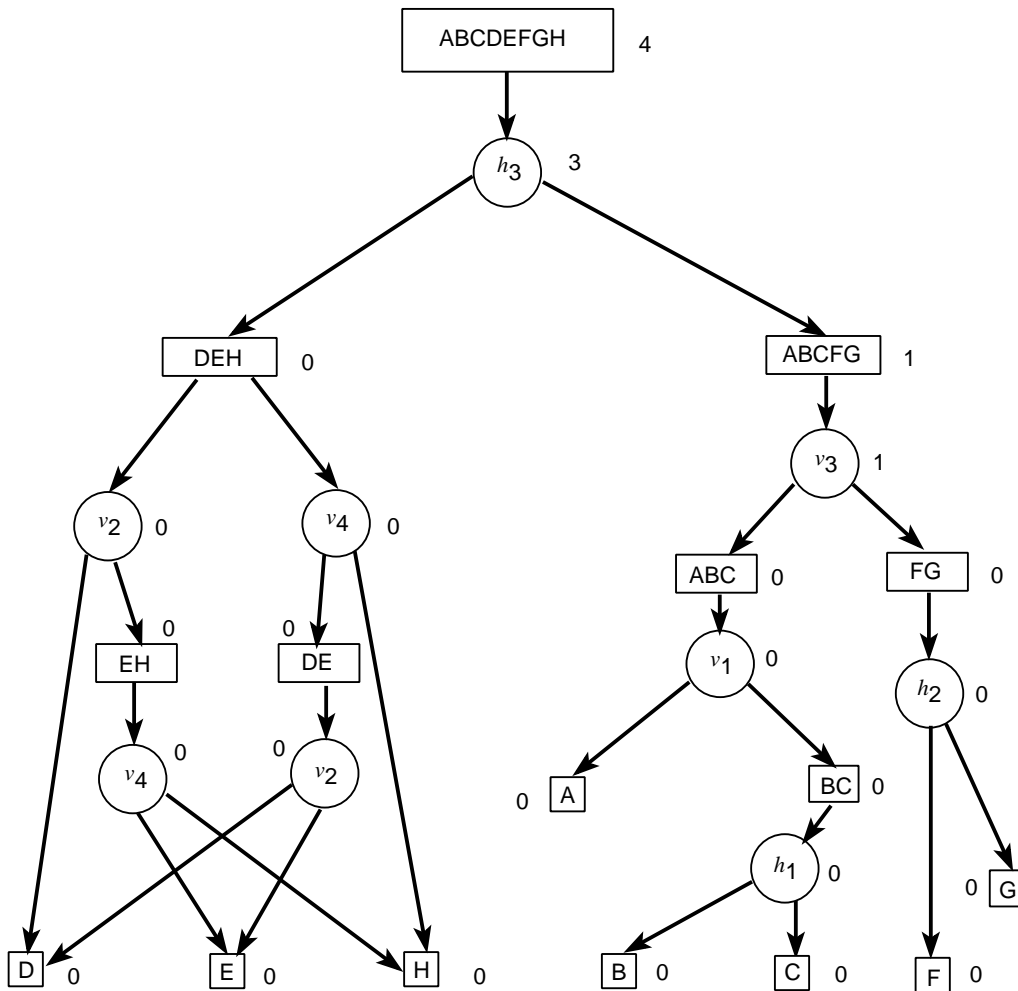 ABCDEFGH 4
h3 3
DEH 0
ABCFG 1
v2 0
v4 0
v3 1
ABC 0
FG 0
EH 0
DE 0
v1 0
h2 0
v4 0
v2 0
0 A
BC 0
h1 0
0 G
D 0
E 0
H 0
B 0
C 0
F 0